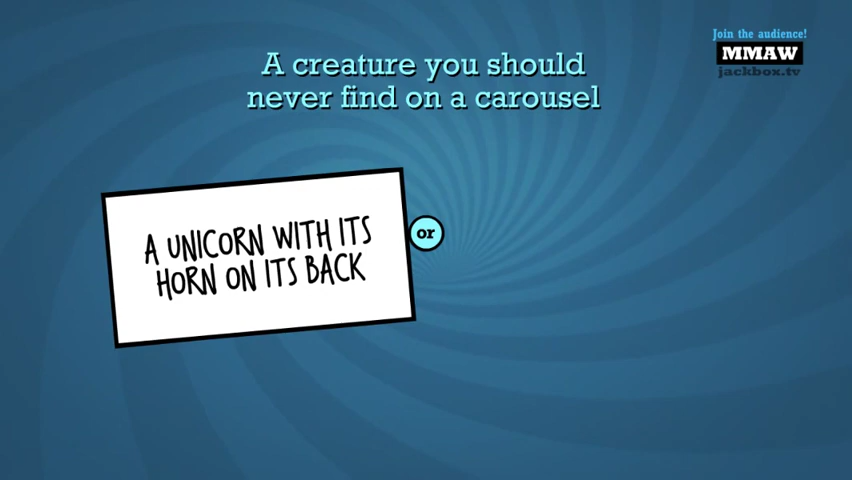 Join the audience!
MMAW
jackbox.tv
A creature you should
never find on a carousel
A UNICORN WITH ITS
HORN ON ITS BACK
or